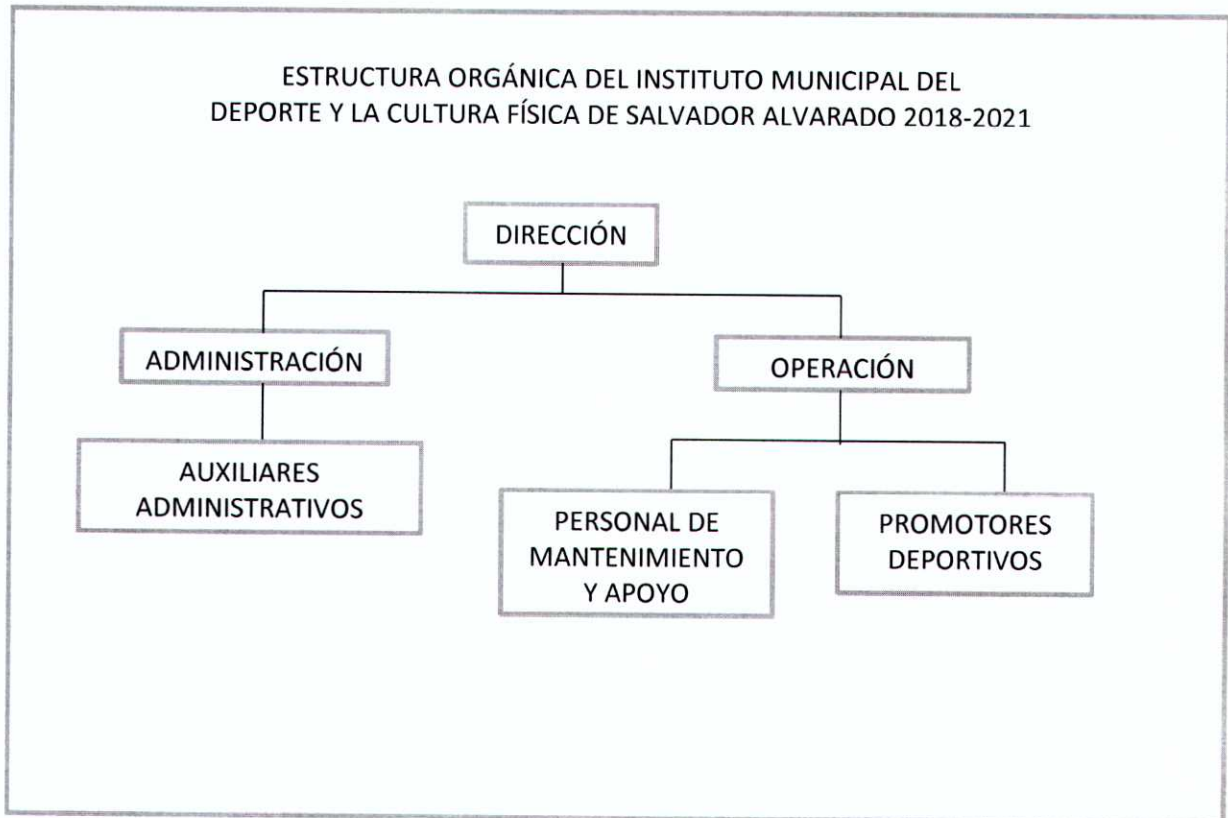 ESTRUCTURA ORGÁNICA DEL INSTITUTO MUNICIPAL DEL
DEPORTE Y LA CULTURA FÍSICA DE SALVADOR ALVARADO 2018-2021
DIRECCIÓN
ADMINISTRACIÓN
OPERACIÓN
AUXILIARES
ADMINISTRATIVOS
PERSONAL DE
MANTENIMIENTO
Y APOYO
PROMOTORES
DEPORTIVOS